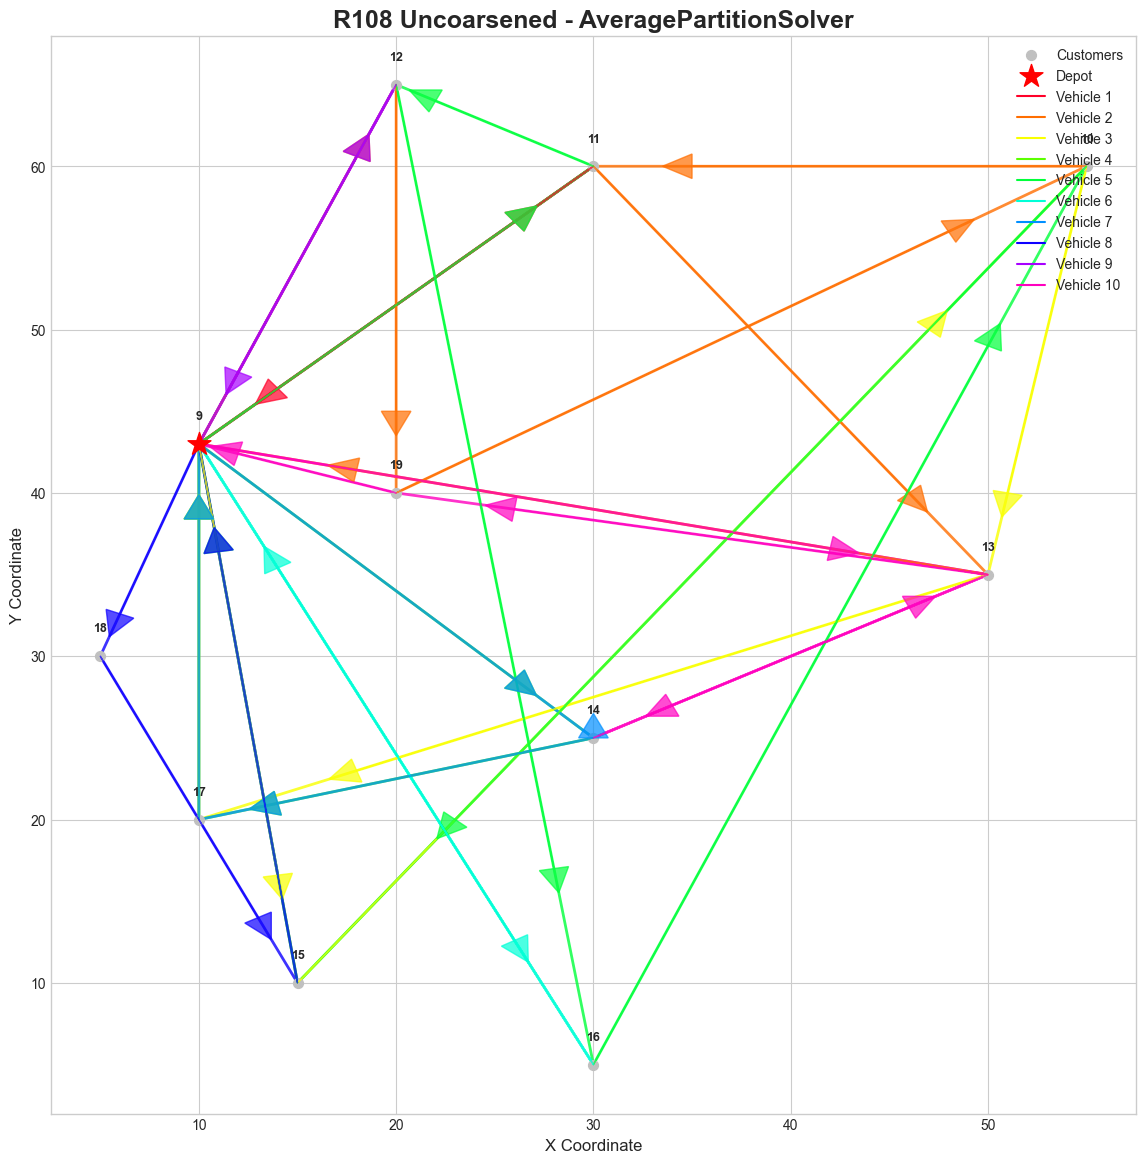 R108 Uncoarsened - AveragePartitionSolver
Customers
Depot
Vehicle 1
Vehicle 2
Vehicle 3
Vehicle 4
Vehicle 5
Vehicle 6
Vehicle 7
Vehicle 8
Vehicle 9
Vehicle 10
12
11
10
9
19
13
18
14
17
15
16
60
50
40
30
20
10
Y Coordinate
10
20
30
40
50
X Coordinate